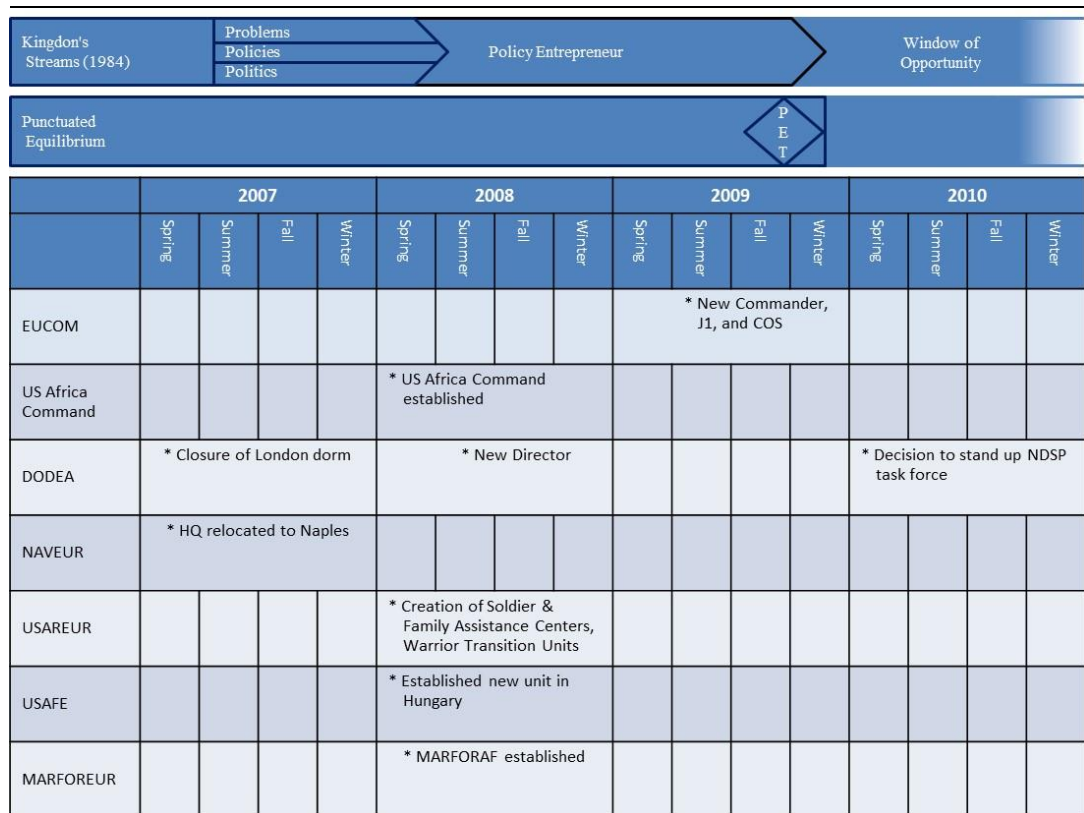 Kingdon's
Streams (1984)
Problems
Policies
Politics
Policy Entrepreneur
Window of
Opportunity
Punctuated
Equilibrium
P
E
T
2007 2008 2009 2010
Spring Summer Fall Winter Spring Summer Fall Winter Spring Summer Fall Winter Spring Summer Fall Winter
EUCOM
* New Commander,
J1, and COS
US Africa
Command
* US Africa Command
established
DODEA
* Closure of London dorm
* New Director
* Decision to stand up NDSP
task force
NAVEUR
* HQ relocated to Naples
USAREUR
* Creation of Soldier &
Family Assistance Centers,
Warrior Transition Units
USAFE
* Established new unit in
Hungary
MARFOREUR
* MARFORAF established